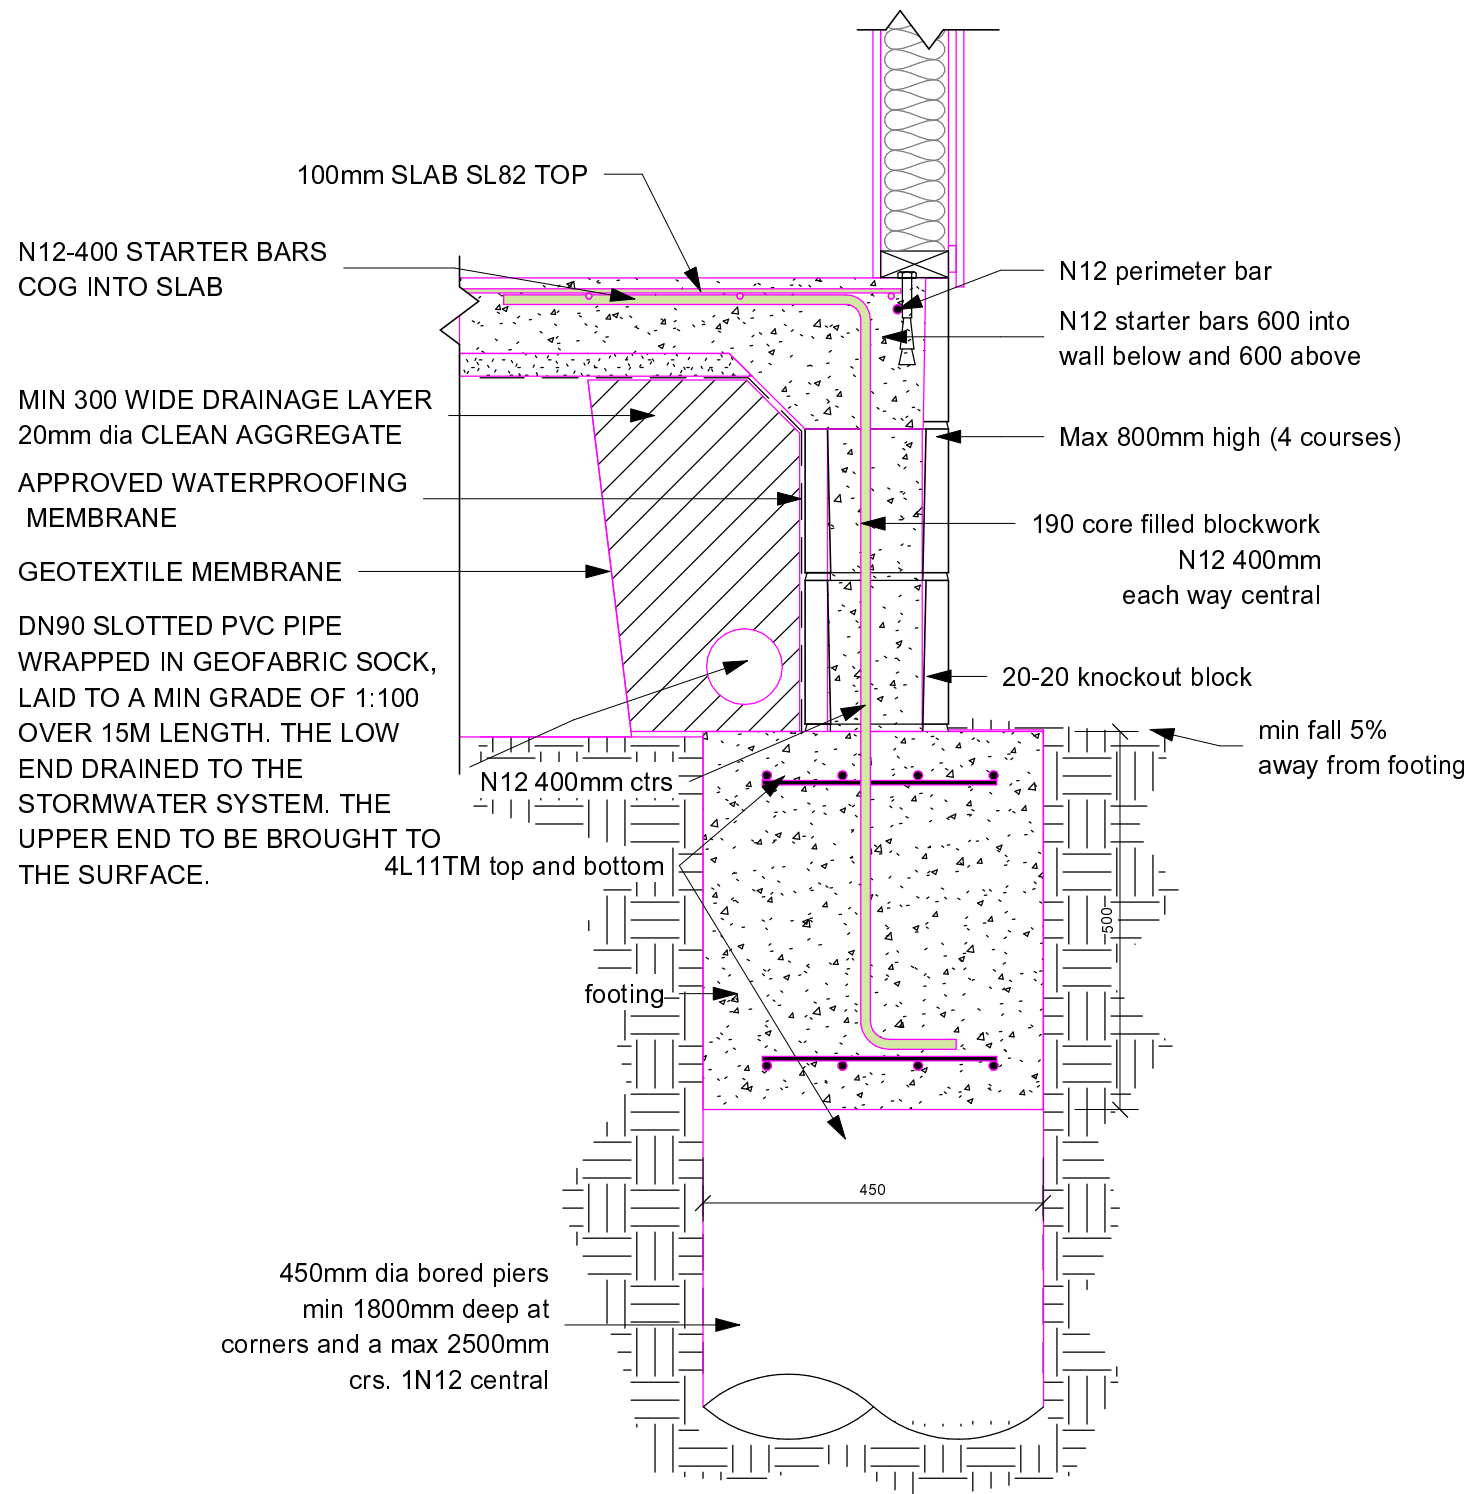 100mm SLAB SL82 TOP
N12-400 STARTER BARS
COG INTO SLAB
N12 perimeter bar
N12 starter bars 600 into
wall below and 600 above
MIN 300 WIDE DRAINAGE LAYER
20mm dia CLEAN AGGREGATE
Max 800mm high (4 courses)
APPROVED WATERPROOFING
MEMBRANE
190 core filled blockwork
N12 400mm
each way central
GEOTEXTILE MEMBRANE
DN90 SLOTTED PVC PIPE
WRAPPED IN GEOFABRIC SOCK,
LAID TO A MIN GRADE OF 1:100
OVER 15M LENGTH. THE LOW
END DRAINED TO THE
STORMWATER SYSTEM. THE
UPPER END TO BE BROUGHT TO
THE SURFACE.
20-20 knockout block
min fall 5%
away from footing
N12 400mm ctrs
4L11TM top and bottom
500
footing
450
450mm dia bored piers
min 1800mm deep at
corners and a max 2500mm
crs. 1N12 central